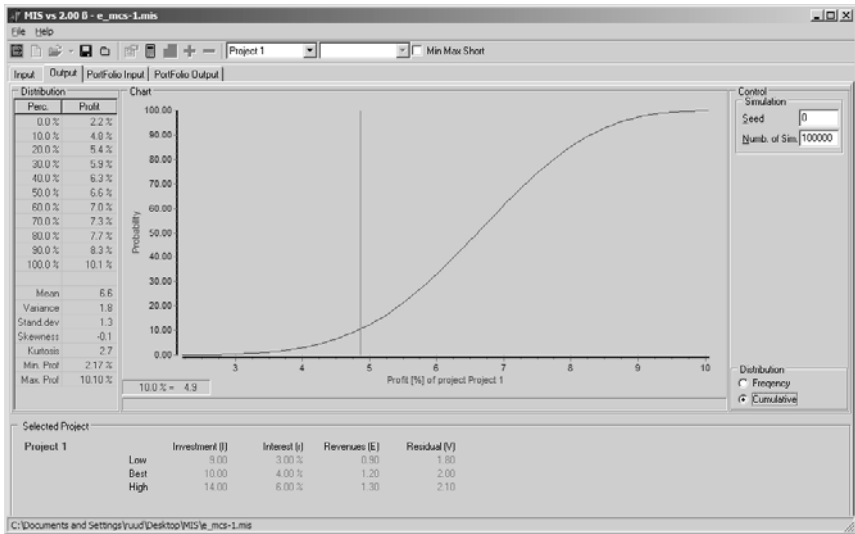 MIS vs 2.00 ß - e_mcs-1.mis
File Help
Project 1 Min Max Short
Input Output PortFolio Input PortFolio Output
Distribution
Perc. Profit
0.0 % 2.2 %
10.0 % 4.8 %
20.0 % 5.4 %
30.0 % 5.9 %
40.0 % 6.3 %
50.0 % 6.6 %
60.0 % 7.0 %
70.0 % 7.3 %
80.0 % 7.7 %
90.0 % 8.3 %
100.0 % 10.1 %
Mean 6.6
Variance 1.8
Stand.dev 1.3
Skewness -0.1
Kurtosis 2.7
Min. Prof 2.17 %
Max. Prof 10.10 %
Chart
100.00
90.00
80.00
70.00
60.00
50.00
40.00
30.00
20.00
10.00
0.00
Probability
3 4 5 6 7 8 9 10
Profit [%] of project Project 1
10.0 % = 4.9
Control
Simulation
Seed 0
Numb. of Sim. 100000
Distribution
Freqency
Cumulative
Selected Project
Project 1 Investment (I) Interest (r) Revenues (E) Residual (V)
Low 9.00 3.00 % 0.90 1.80
Best 10.00 4.00 % 1.20 2.00
High 14.00 6.00 % 1.30 2.10
C:\Documents and Settings\ruud\Desktop\MIS\e_mcs-1.mis